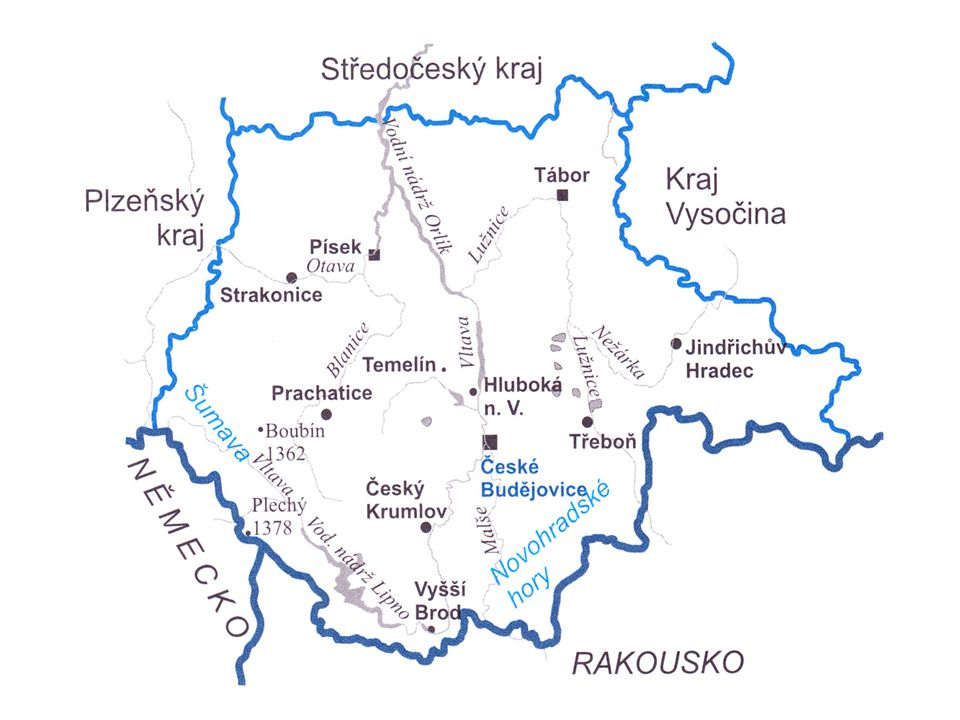 Středočeský kraj
Vodní nádrž Orlík
Tábor
Kraj
Vysočina
Plzeňský
kraj
Lužnice
Písek
Otava
Strakonice
Blanice
Vltava
Temelín
Nežárka
Lužnice
Jindřichův
Hradec
Prachatice
Hluboká
n. V.
Šumava
Boubín
1362
Třeboň
Vltava
České
Budějovice
NĚMECKO
Český
Krumlov
Plechý
1378
Malše
Novohradské
hory
Vod. nádrž Lipno
Vyšší
Brod
RAKOUSKO